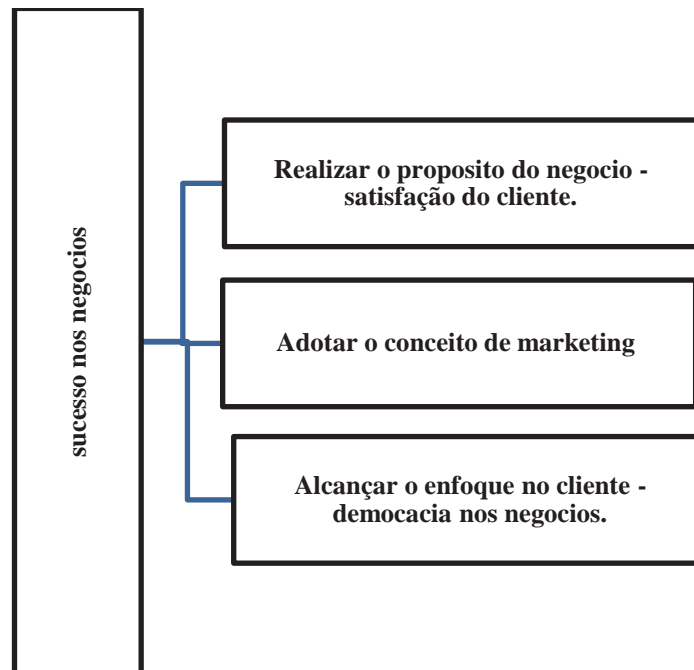 sucesso nos negocios
Realizar o proposito do negocio -
satisfação do cliente.
Adotar o conceito de marketing
Alcançar o enfoque no cliente -
democacia nos negocios.